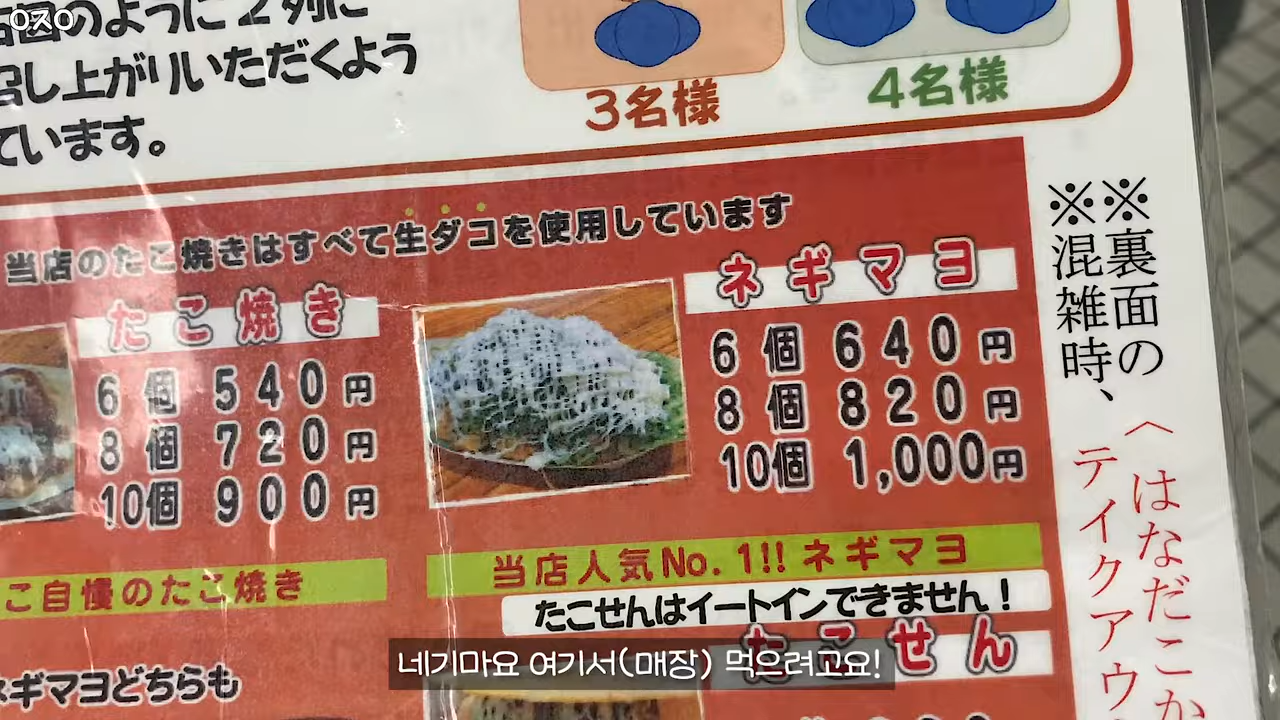 のように2列に
召し上がりいただくよう
ています。
3名様
4名様
当店のたこ焼きはすべて生ダコを使用しています
たこ焼き
6個 540円
8個 720円
10個 900円
ネギマヨ
6個 640円
8個 820円
10個 1,000円
こ自慢のたこ焼き
当店人気No.1!! ネギマヨ
たこせんはイートインできません!
たこせん
ネギマヨどちらも
※裏面の
※混雑時、
〈はなだこか
テイクアウ
네기마요 여기서(매장) 먹으려고요!